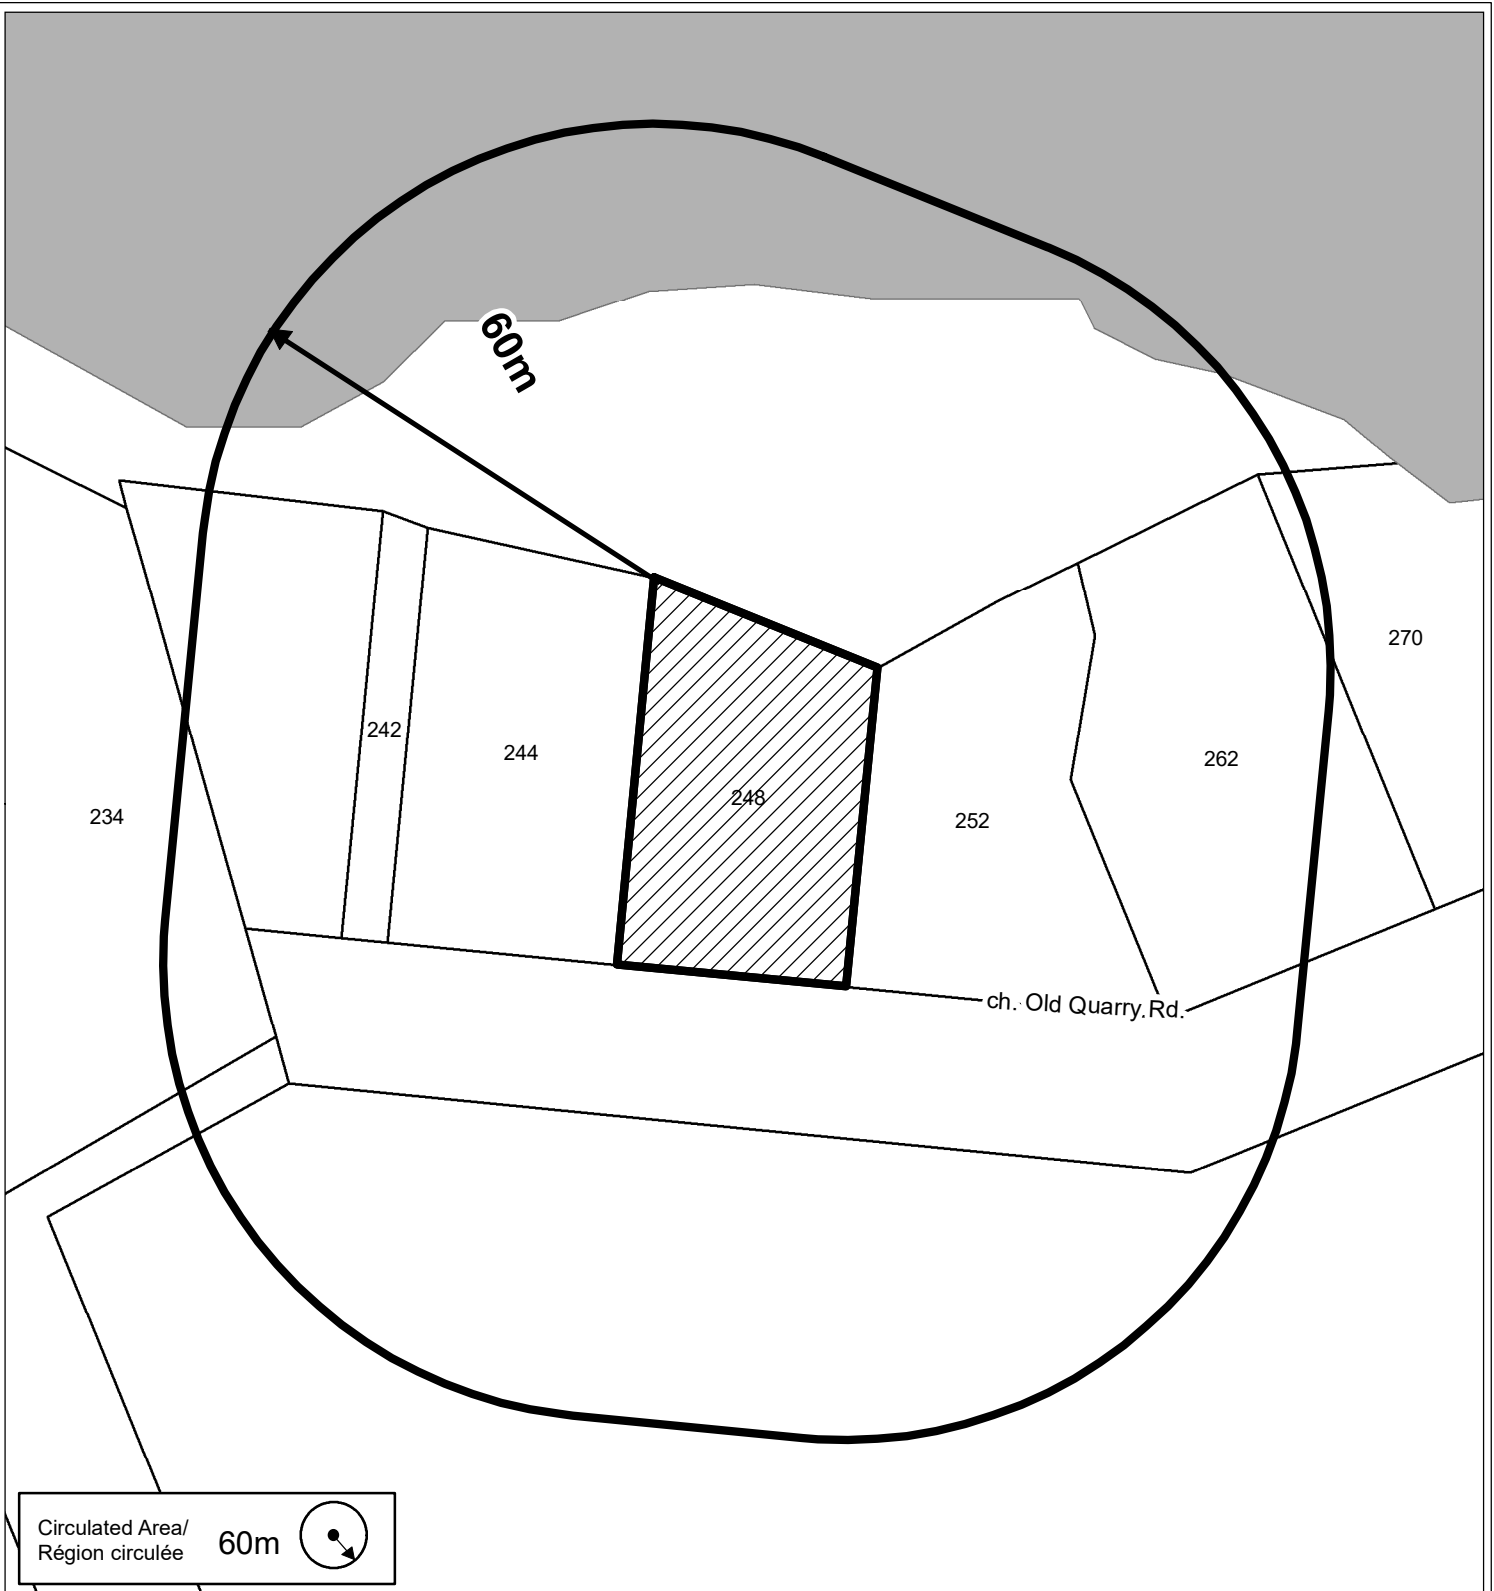 60m
270
242
244
262
248
234
252
ch. Old Quarry Rd.
Circulated Area/
Région circulée
60m